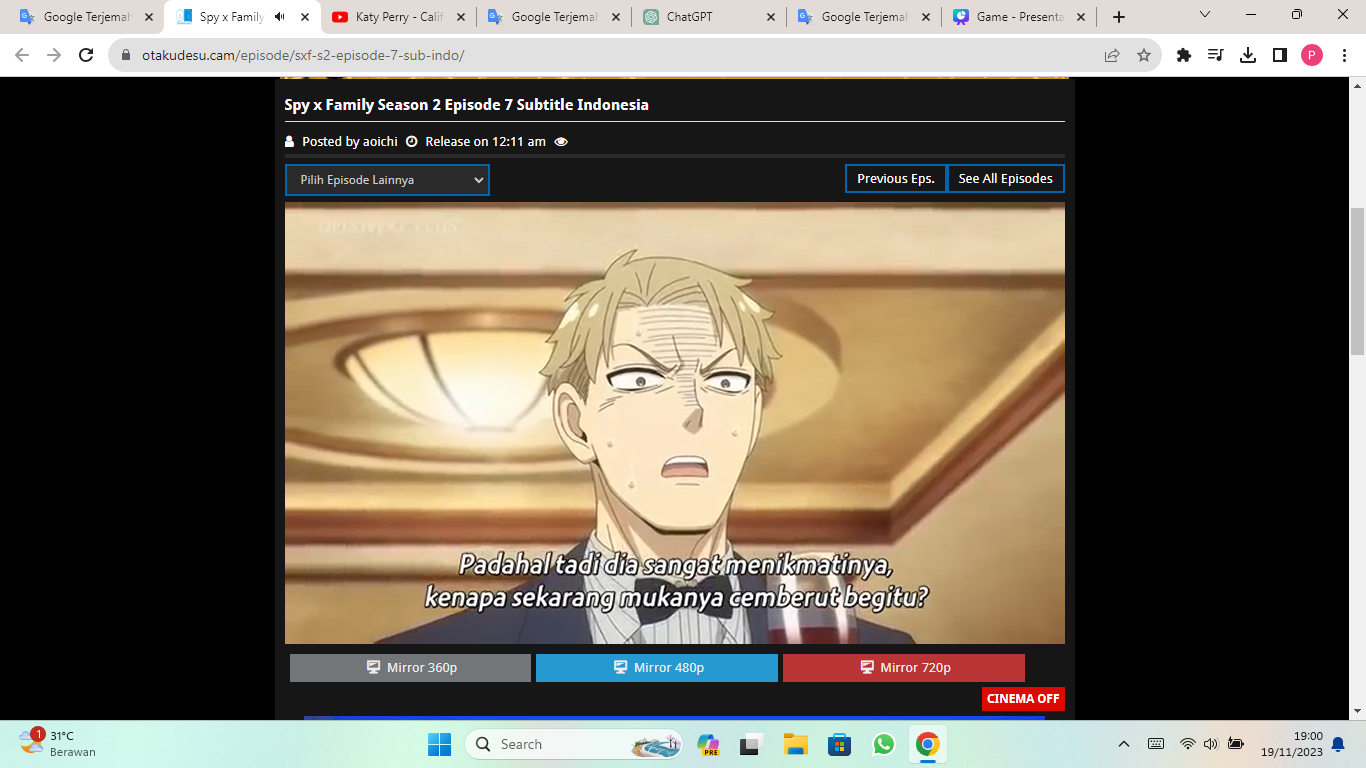 Google Terjemah
Spy x Family
Katy Perry - Calif
Google Terjemah
ChatGPT
Google Terjemah
Game - Presenta
otakudesu.cam/episode/sxf-s2-episode-7-sub-indo/
P
Spy x Family Season 2 Episode 7 Subtitle Indonesia
Posted by aoichi Release on 12:11 am
Pilih Episode Lainnya
Previous Eps.
See All Episodes
Padahal tadi dia sangat menikmatinya,
kenapa sekarang mukanya cemberut begitu?
Mirror 360p
Mirror 480p
Mirror 720p
CINEMA OFF
1
31°C
Berawan
Search
PRE
19:00
19/11/2023